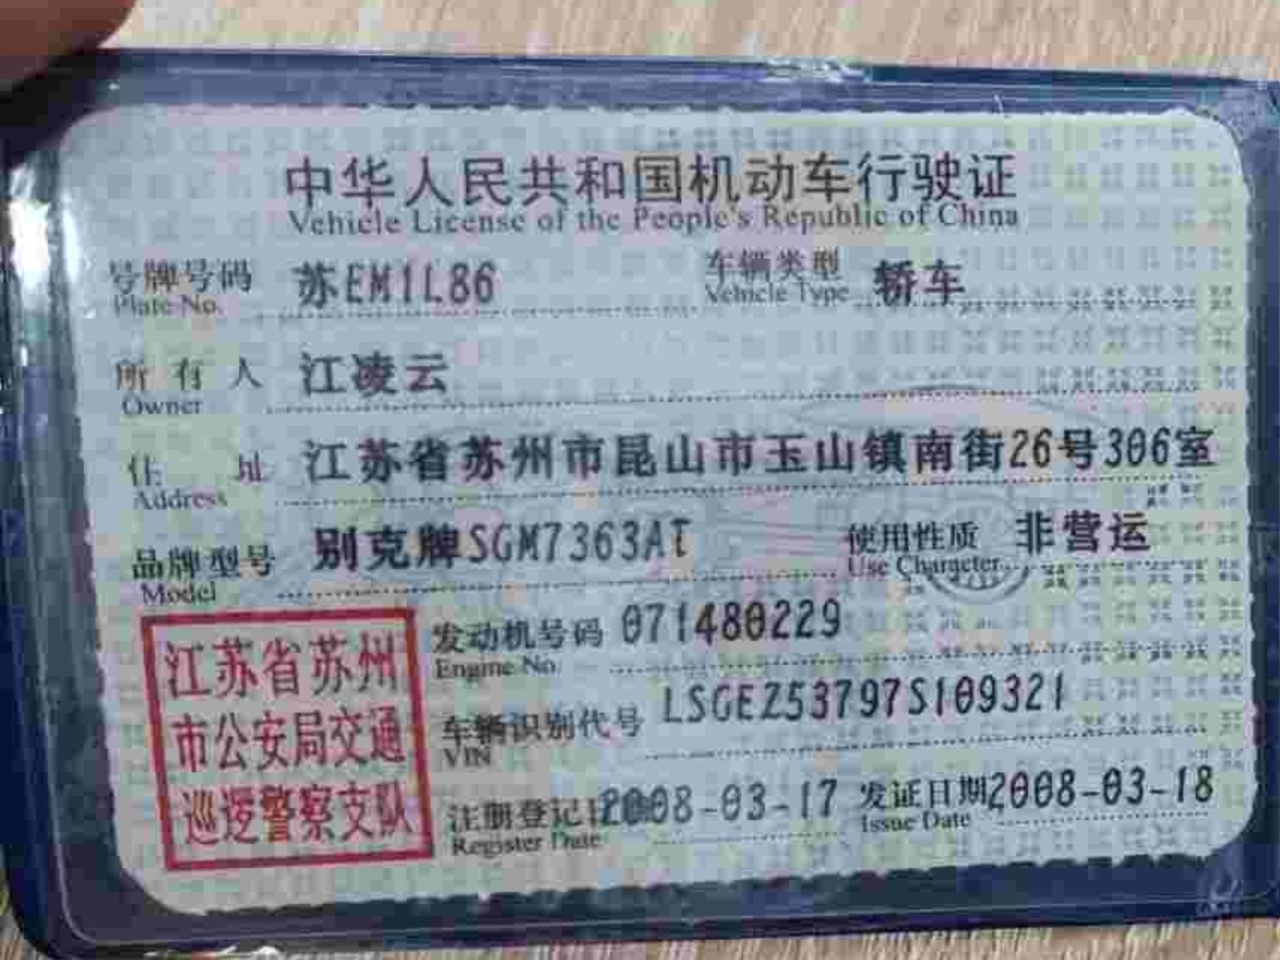 中华人民共和国机动车行驶证
Vehicle License of the People's Republic of China
号牌号码 苏EM1L86 车辆类型 轿车
Plate No. Vehicle Type
所有人 江凌云
Owner
住址 江苏省苏州市昆山市玉山镇南街26号306室
Address
品牌型号 别克牌SGM7363AT 使用性质 非营运
Model Use Character
江苏省苏州
市公安局交通
巡逻警察支队
发动机号码 071480229
Engine No.
车辆识别代号 LSGEZ53797S109321
VIN
注册登记日 2008-03-17 发证日期 2008-03-18
Register Date Issue Date